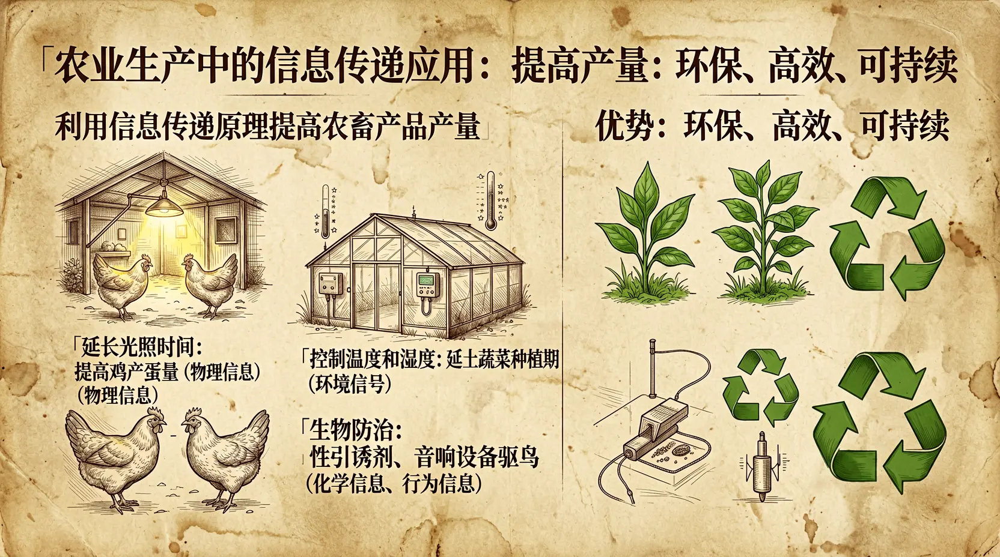 「农业生产中的信息传递应用：提高产量：环保、高效、可持续
利用信息传递原理提高农畜产品产量」
优势：环保、高效、可持续
「延长光照时间：
提高鸡产蛋量（物理信息）
（物理信息）
「控制温度和湿度：延土蔬菜种植期
（环境信号）
「生物防治：
」性引诱剂、音响设备驱鸟
（化学信息、行为信息）